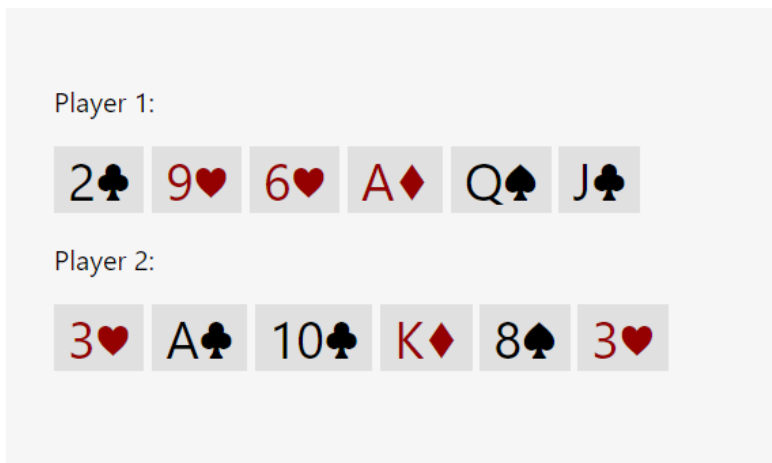 Player 1:
2♣ 9♥ 6♥ A♦ Q♠ J♣
Player 2:
3♥ A♣ 10♣ K♦ 8♠ 3♥